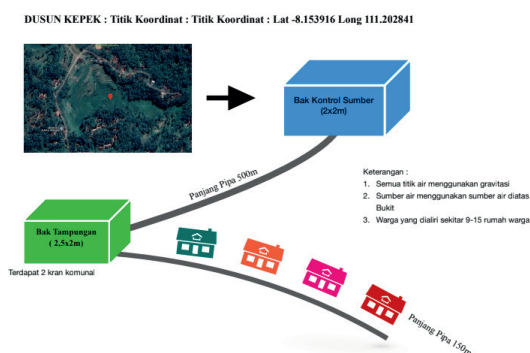 DUSUN KEPEK : Titik Koordinat : Titik Koordinat : Lat -8.153916 Long 111.202841
Bak Kontrol Sumber
(2x2m)
Panjang Pipa 500m
Keterangan :
1. Semua titik air menggunakan gravitasi
2. Sumber air menggunakan sumber air diatas
Bukit
3. Warga yang dialiri sekitar 9-15 rumah warga
Bak Tampungan
( 2,5x2m)
Terdapat 2 kran komunal
Panjang Pipa 150m